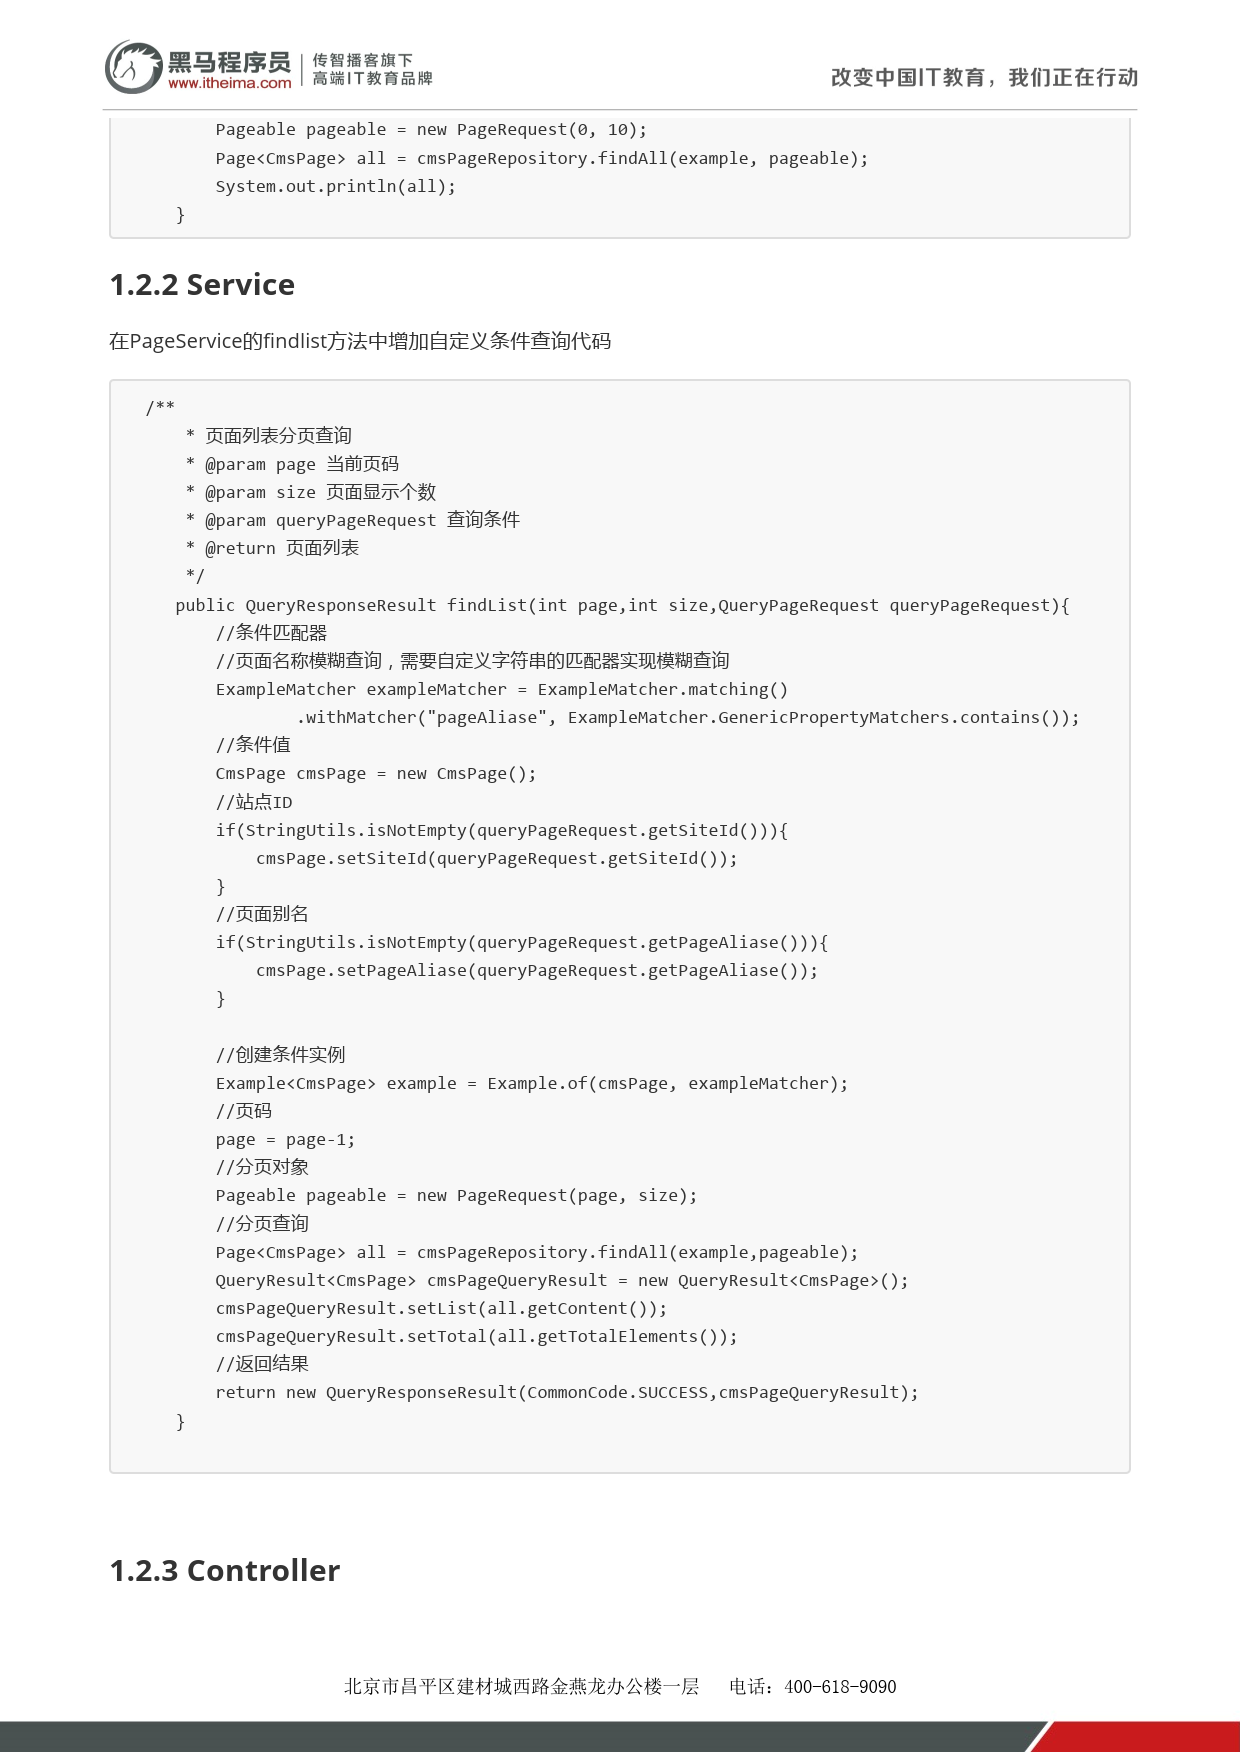 黑马程序员
www.itheima.com
传智播客旗下
高端IT教育品牌
改变中国IT教育，我们正在行动
        Pageable pageable = new PageRequest(0, 10);
        Page<CmsPage> all = cmsPageRepository.findAll(example, pageable);
        System.out.println(all);
    }
1.2.2 Service
在PageService的findlist方法中增加自定义条件查询代码
 /**
     * 页面列表分页查询
     * @param page 当前页码
     * @param size 页面显示个数
     * @param queryPageRequest 查询条件
     * @return 页面列表
     */
    public QueryResponseResult findList(int page,int size,QueryPageRequest queryPageRequest){
        //条件匹配器
        //页面名称模糊查询，需要自定义字符串的匹配器实现模糊查询
        ExampleMatcher exampleMatcher = ExampleMatcher.matching()
                .withMatcher("pageAliase", ExampleMatcher.GenericPropertyMatchers.contains());
        //条件值
        CmsPage cmsPage = new CmsPage();
        //站点ID
        if(StringUtils.isNotEmpty(queryPageRequest.getSiteId())){
            cmsPage.setSiteId(queryPageRequest.getSiteId());
        }
        //页面别名
        if(StringUtils.isNotEmpty(queryPageRequest.getPageAliase())){
            cmsPage.setPageAliase(queryPageRequest.getPageAliase());
        }
        //创建条件实例
        Example<CmsPage> example = Example.of(cmsPage, exampleMatcher);
        //页码
        page = page-1;
        //分页对象
        Pageable pageable = new PageRequest(page, size);
        //分页查询
        Page<CmsPage> all = cmsPageRepository.findAll(example,pageable);
        QueryResult<CmsPage> cmsPageQueryResult = new QueryResult<CmsPage>();
        cmsPageQueryResult.setList(all.getContent());
        cmsPageQueryResult.setTotal(all.getTotalElements());
        //返回结果
        return new QueryResponseResult(CommonCode.SUCCESS,cmsPageQueryResult);
    }
1.2.3 Controller
北京市昌平区建材城西路金燕龙办公楼一层 电话：400-618-9090